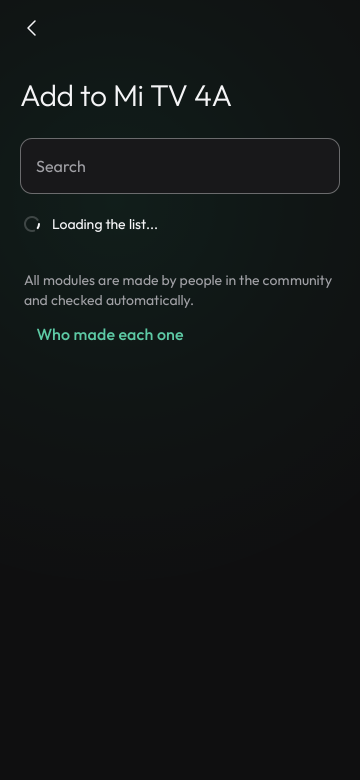 Add to Mi TV 4A
Search
Loading the list...
All modules are made by people in the community
and checked automatically.
Who made each one